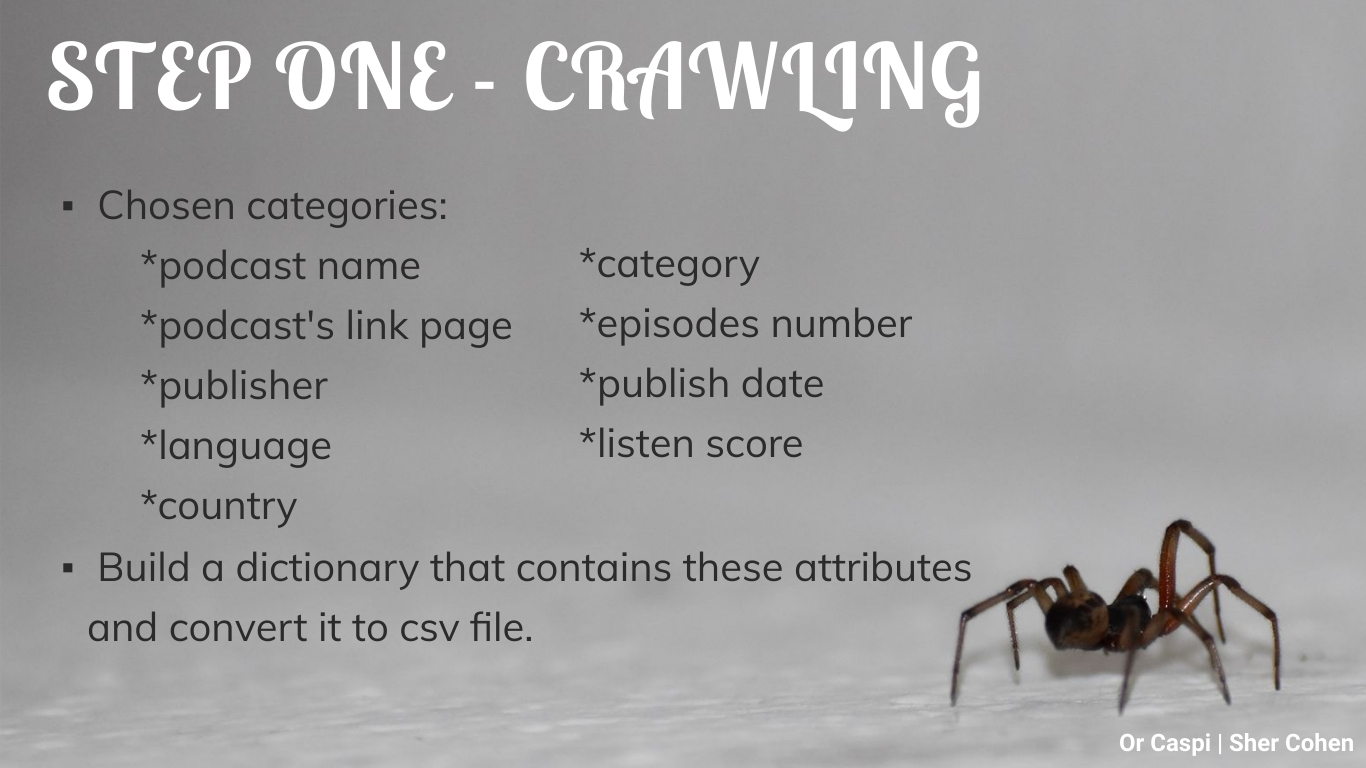 STEP ONE - CRAWLING
▪ Chosen categories:
*podcast name
*podcast's link page
*publisher
*language
*country
*category
*episodes number
*publish date
*listen score
▪ Build a dictionary that contains these attributes
and convert it to csv file.
Or Caspi | Sher Cohen